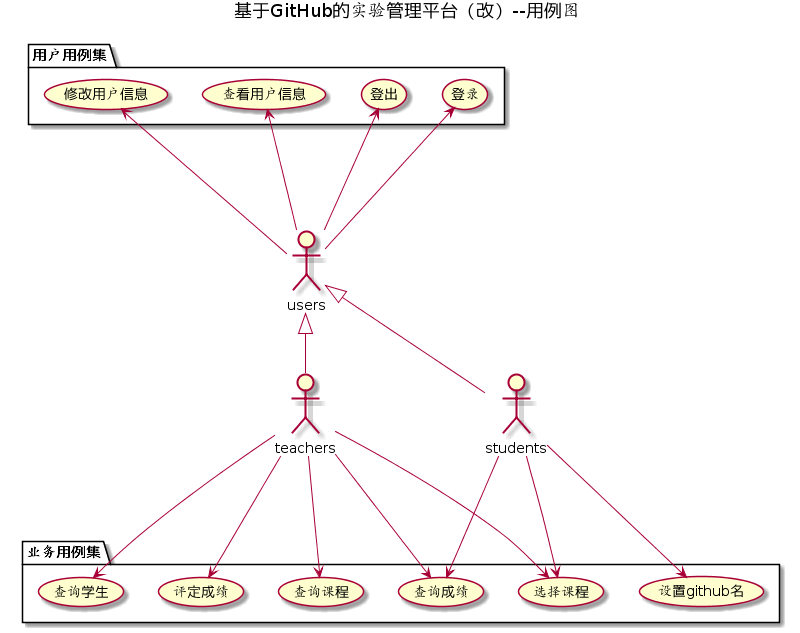 基于GitHub的实验管理平台（改）--用例图
用户用例集
修改用户信息
查看用户信息
登出
登录
users
teachers
students
业务用例集
查询学生
评定成绩
查询课程
查询成绩
选择课程
设置github名